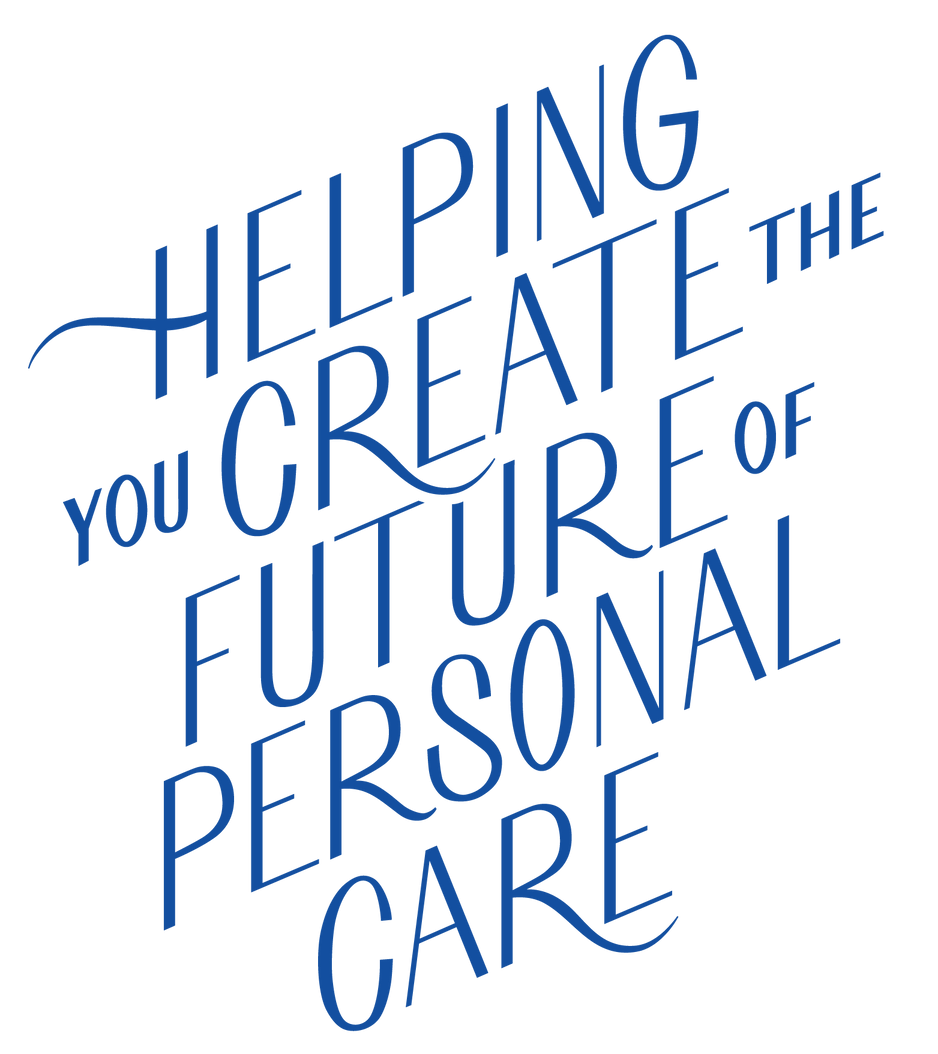 HELPING
YOU CREATE THE
FUTURE OF
PERSONAL
CARE